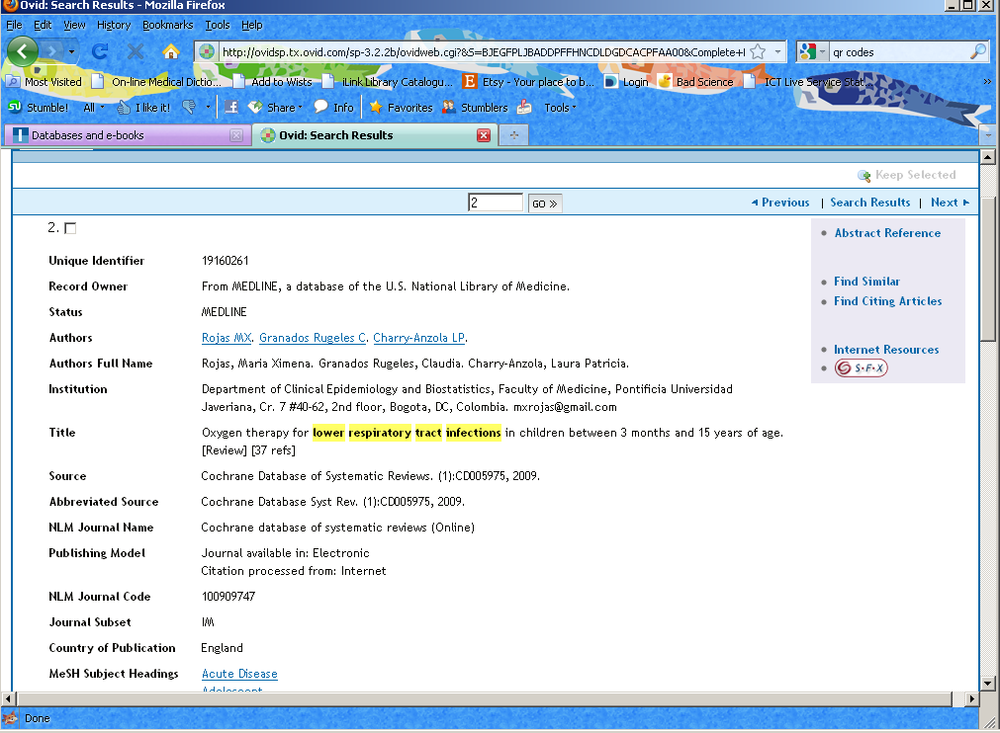 Ovid: Search Results - Mozilla Firefox
File Edit View History Bookmarks Tools Help
http://ovidsp.tx.ovid.com/sp-3.2.2b/ovidweb.cgi?&S=BJEGFPLJBADDPFFHNCDLDGDCACPFAA00&Complete+I
qr codes
Most Visited On-line Medical Dictio... Add to Wists iLink Library Catalogu... Etsy - Your place to b... Login Bad Science ICT Live Service Stat...
Stumble! All I like it! Share Info Favorites Stumblers Tools
Databases and e-books Ovid: Search Results
Keep Selected
2 GO » Previous | Search Results | Next
2.
Abstract Reference
Find Similar
Find Citing Articles
Internet Resources
S·F·X
Unique Identifier 19160261
Record Owner From MEDLINE, a database of the U.S. National Library of Medicine.
Status MEDLINE
Authors Rojas MX. Granados Rugeles C. Charry-Anzola LP.
Authors Full Name Rojas, Maria Ximena. Granados Rugeles, Claudia. Charry-Anzola, Laura Patricia.
Institution Department of Clinical Epidemiology and Biostatistics, Faculty of Medicine, Pontificia Universidad
Javeriana, Cr. 7 #40-62, 2nd floor, Bogota, DC, Colombia. mxrojas@gmail.com
Title Oxygen therapy for lower respiratory tract infections in children between 3 months and 15 years of age.
[Review] [37 refs]
Source Cochrane Database of Systematic Reviews. (1):CD005975, 2009.
Abbreviated Source Cochrane Database Syst Rev. (1):CD005975, 2009.
NLM Journal Name Cochrane database of systematic reviews (Online)
Publishing Model Journal available in: Electronic
Citation processed from: Internet
NLM Journal Code 100909747
Journal Subset IM
Country of Publication England
MeSH Subject Headings Acute Disease
Adolescent
Done